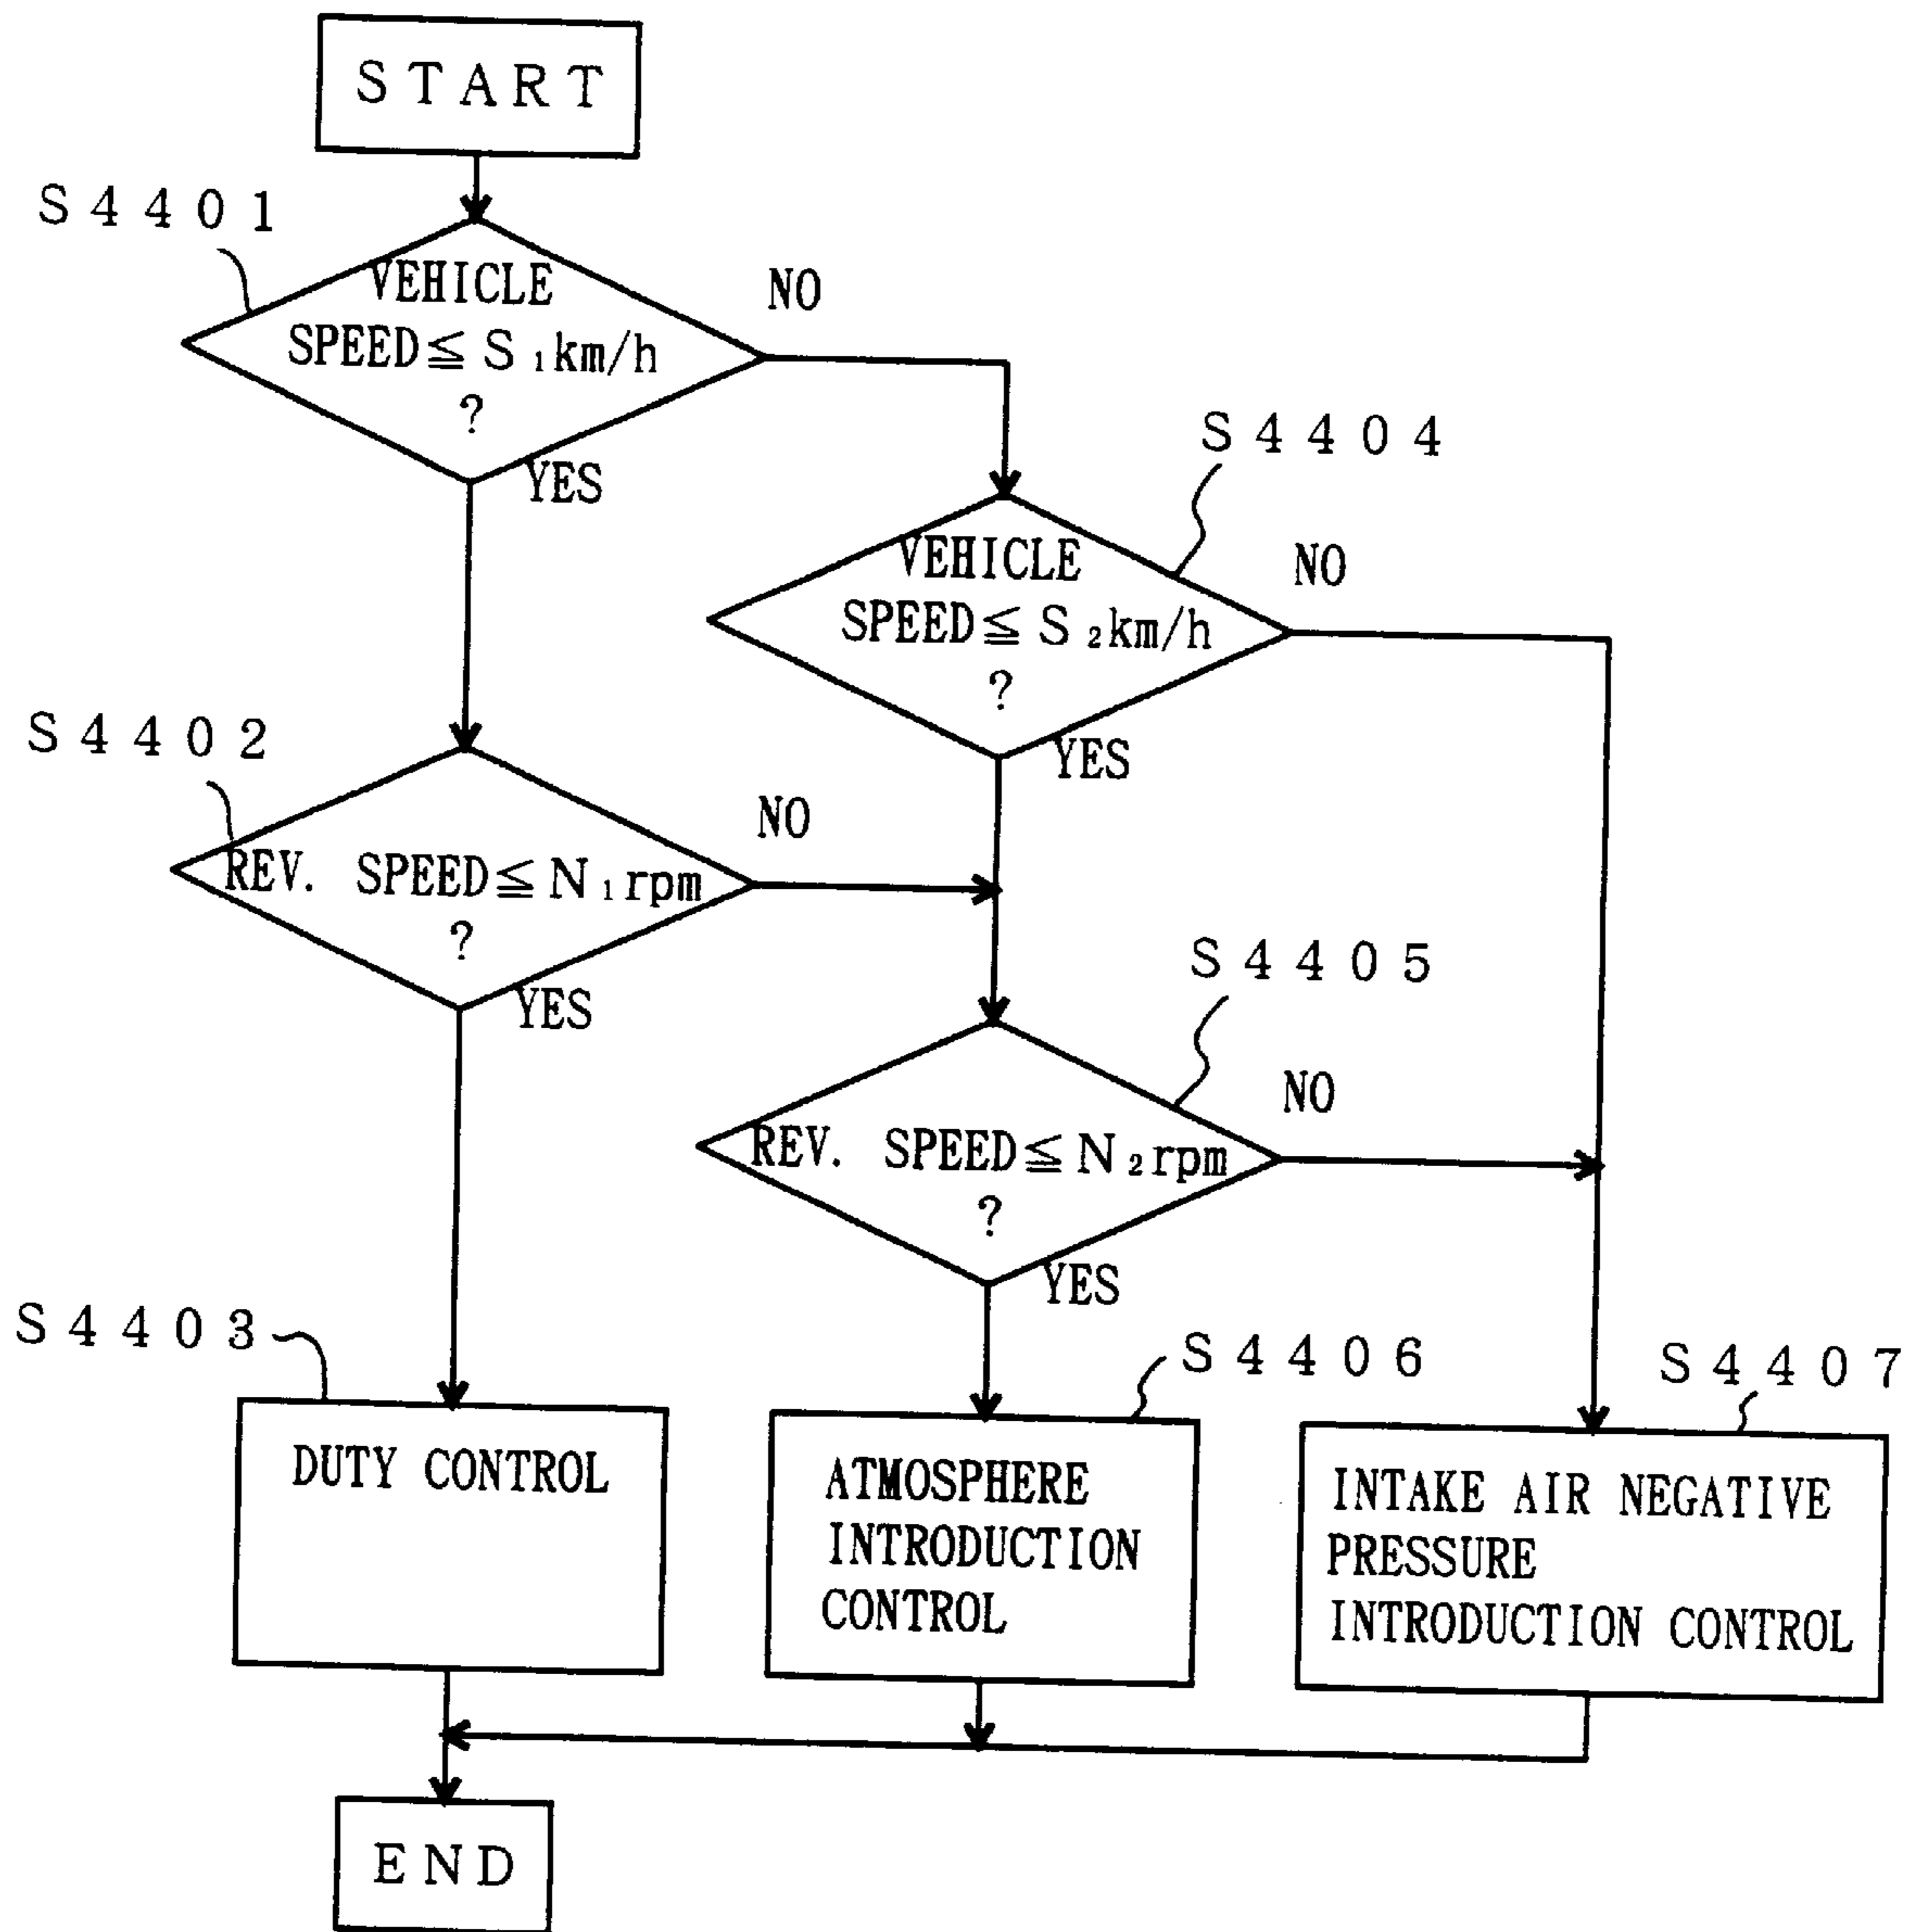 START
S4401
VEHICLE
SPEED≦S₁km/h
?
NO
YES
S4404
VEHICLE
SPEED≦S₂km/h
?
NO
YES
S4402
REV. SPEED≦N₁rpm
?
NO
YES
S4405
REV. SPEED≦N₂rpm
?
NO
YES
S4403
DUTY CONTROL
S4406
ATMOSPHERE
INTRODUCTION
CONTROL
S4407
INTAKE AIR NEGATIVE
PRESSURE
INTRODUCTION CONTROL
END